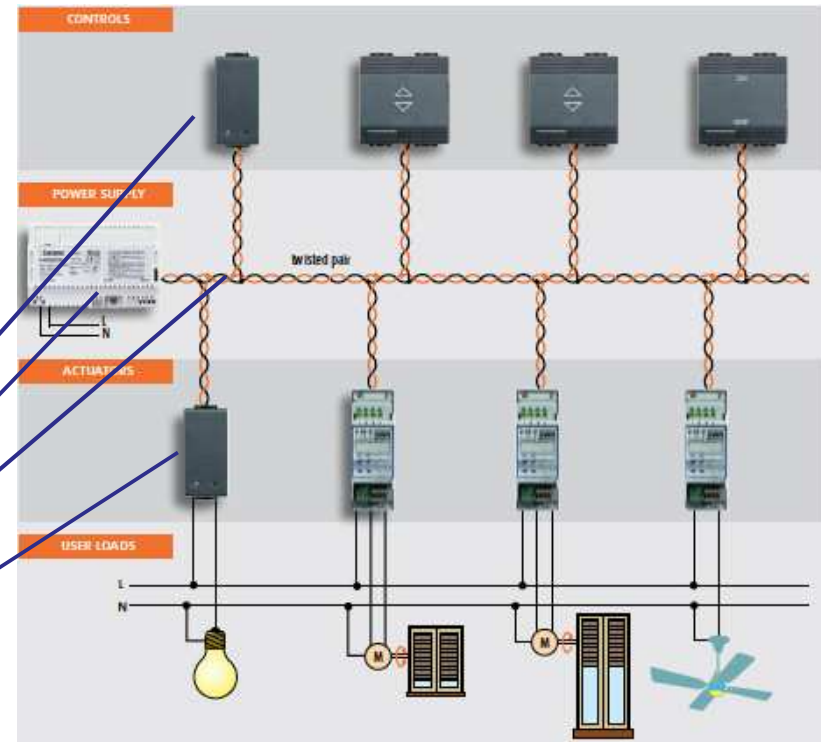 CONTROLS
POWER SUPPLY
twisted pair
L
N
ACTUATORS
USER LOADS
L
N
M
M